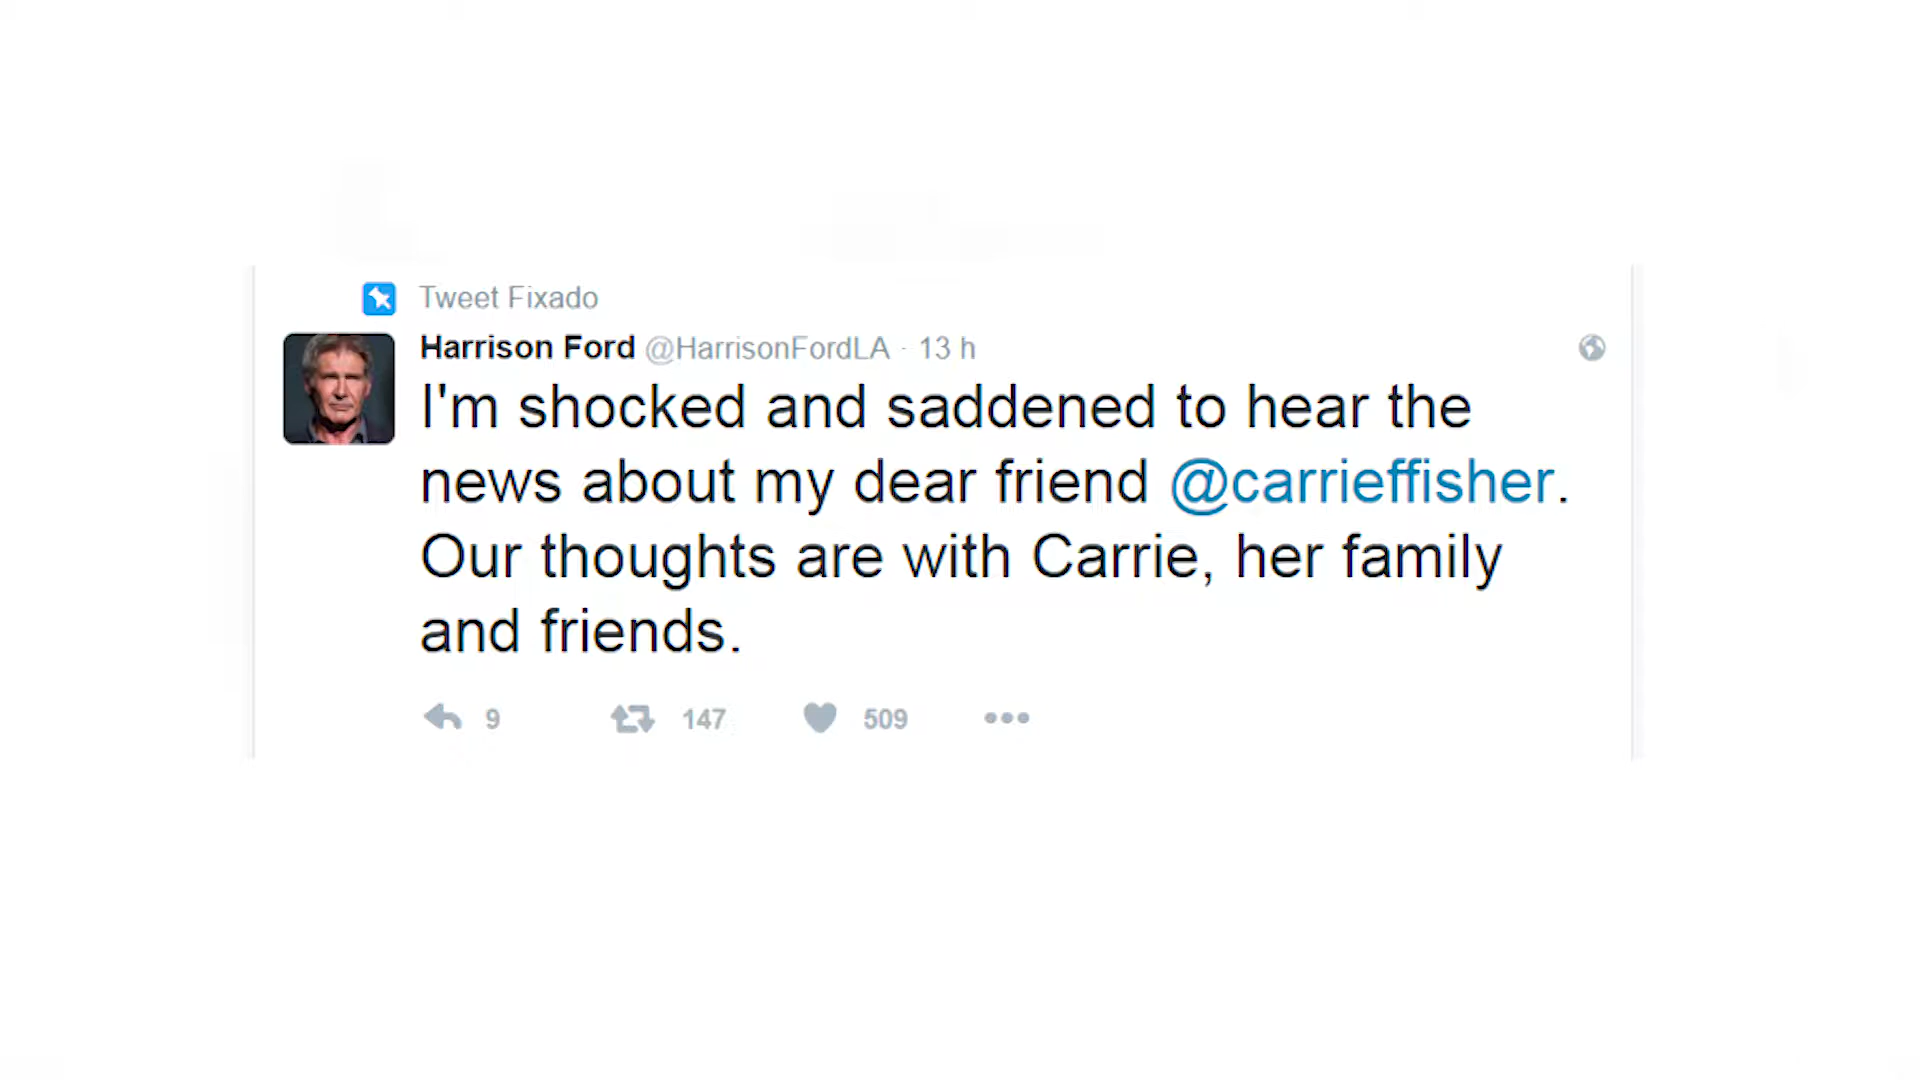 Tweet Fixado
Harrison Ford @HarrisonFordLA · 13 h
I'm shocked and saddened to hear the
news about my dear friend @carrieffisher.
Our thoughts are with Carrie, her family
and friends.
9 147 509